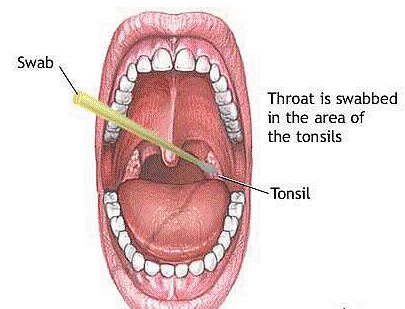 Swab
Throat is swabbed
in the area of
the tonsils
Tonsil